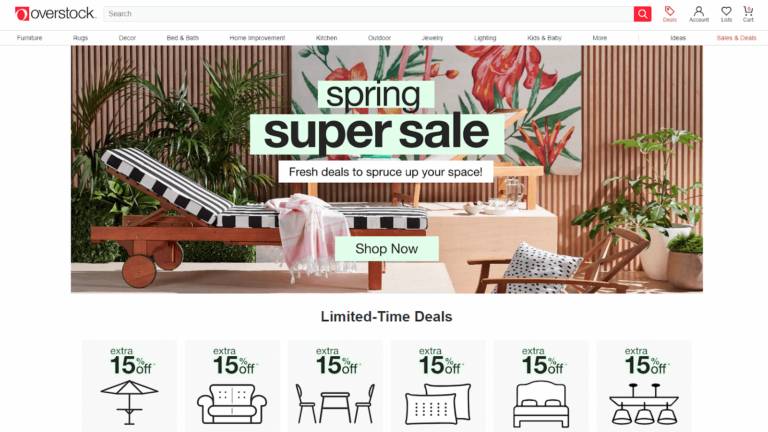 overstock
Search
Deals
Account
Lists
Cart
Furniture Rugs Decor Bed & Bath Home Improvement Kitchen Outdoor Jewelry Lighting Kids & Baby More Ideas Sales & Deals
spring
super sale
Fresh deals to spruce up your space!
Shop Now
Limited-Time Deals
extra
15% off*
extra
15% off*
extra
15% off*
extra
15% off*
extra
15% off*
extra
15% off*